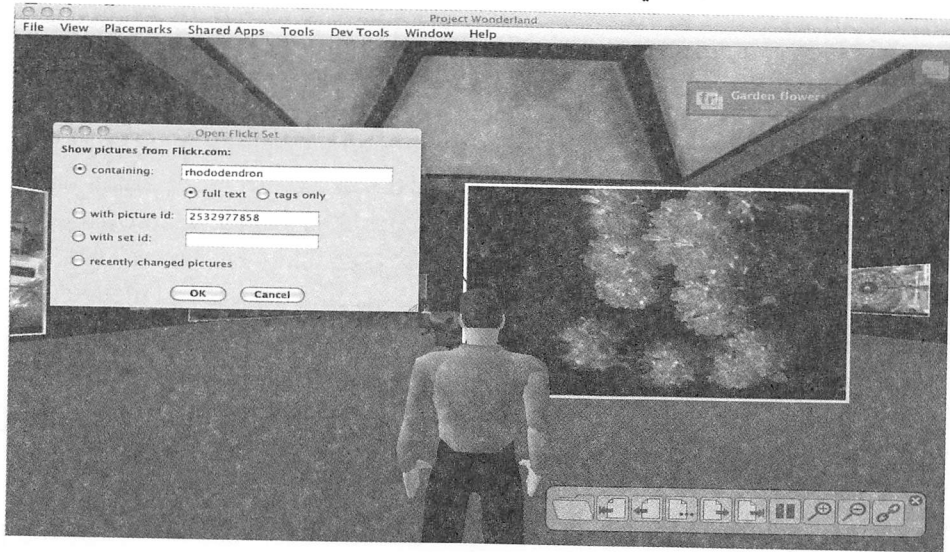 Project Wonderland
File View Placemarks Shared Apps Tools Dev Tools Window Help
Garden flowers
Open Flickr Set
Show pictures from Flickr.com:
containing: rhododendron
full text tags only
with picture id: 2532977858
with set id:
recently changed pictures
OK Cancel